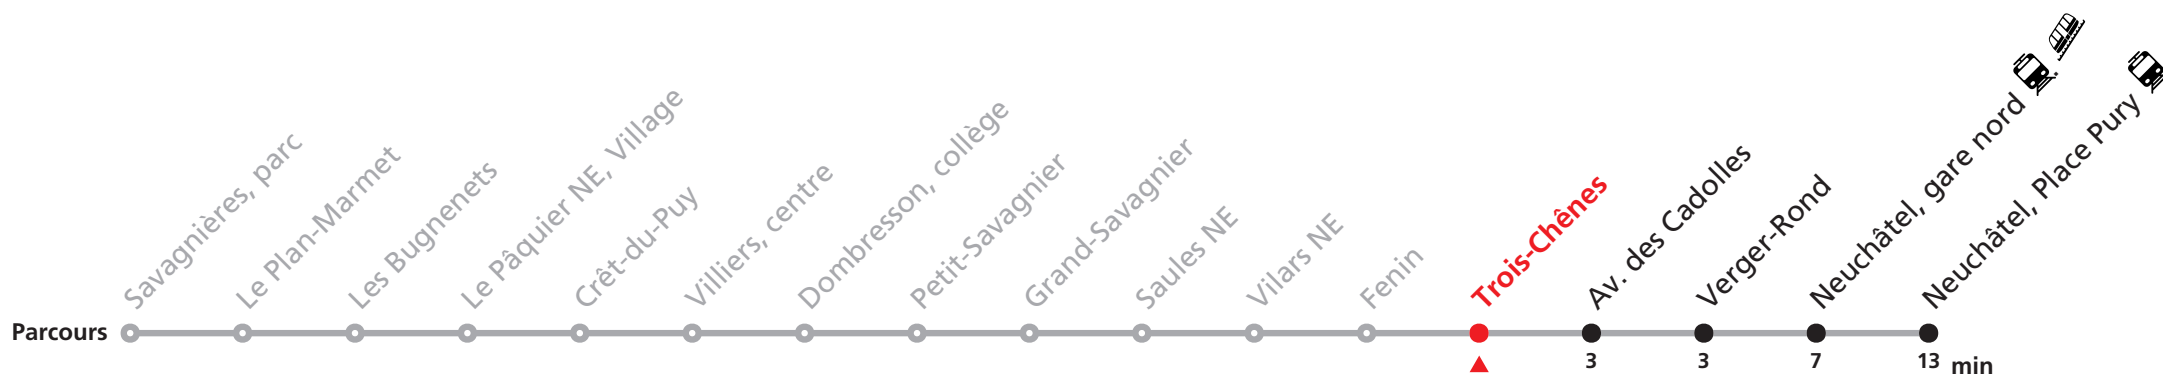 Savagnières, parc
Le Plan-Marmet
Les Bugnenets
Le Pâquier NE, Village
Crêt-du-Puy
Villiers, centre
Dombresson, collège
Petit-Savagnier
Grand-Savagnier
Saules NE
Vilars NE
Fenin
Trois-Chênes
Av. des Cadolles
Verger-Rond
Neuchâtel, gare nord
Neuchâtel, Place Pury
Parcours
3 3 7 13 min